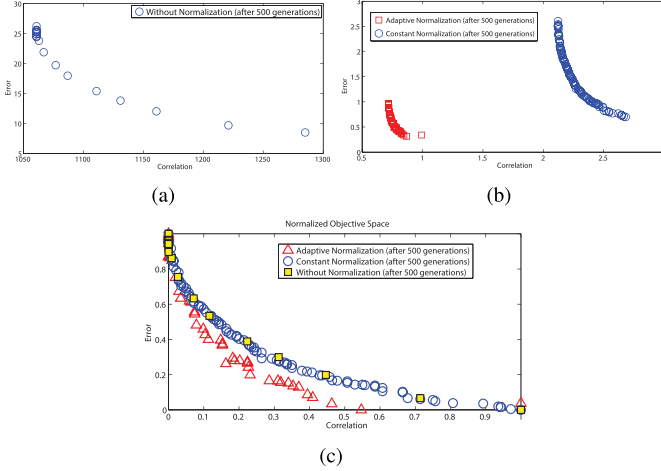 30
25
20
15
10
5
1050
1100
1150
1200
1250
1300
Error
Correlation
Without Normalization (after 500 generations)
(a)
3
2.5
2
1.5
1
0.5
0
0.5
1
1.5
2
2.5
Error
Correlation
Adaptive Normalization (after 500 generations)
Constant Normalization (after 500 generations)
(b)
Normalized Objective Space
Adaptive Normalization (after 500 generations)
Constant Normalization (after 500 generations)
Without Normalization (after 500 generations)
0.8
0.6
0.4
0.2
0
0
0.1
0.2
0.3
0.4
0.5
0.6
0.7
0.8
0.9
Error
Correlation
(c)